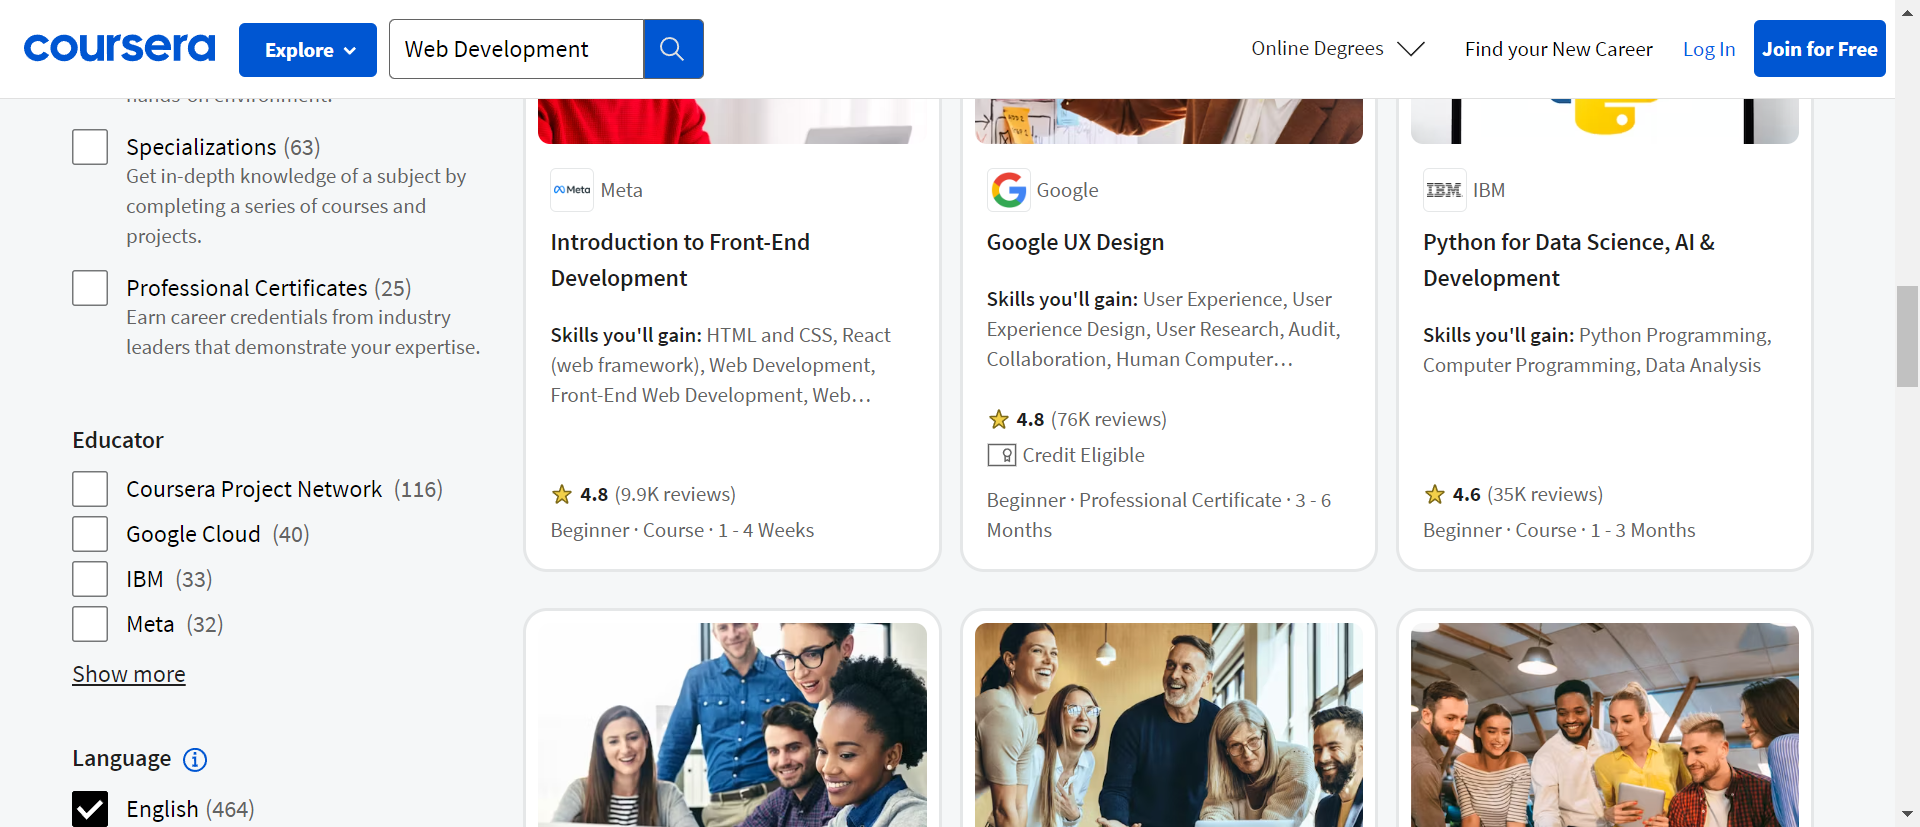 coursera
Explore
Web Development
Online Degrees
Find your New Career
Log In
Join for Free
hands-on environment.
Specializations (63)
Get in-depth knowledge of a subject by
completing a series of courses and
projects.
Professional Certificates (25)
Earn career credentials from industry
leaders that demonstrate your expertise.
Educator
Coursera Project Network (116)
Google Cloud (40)
IBM (33)
Meta (32)
Show more
Language
English (464)
Meta Meta
Introduction to Front-End
Development
Skills you'll gain: HTML and CSS, React
(web framework), Web Development,
Front-End Web Development, Web…
4.8 (9.9K reviews)
Beginner · Course · 1 - 4 Weeks
G Google
Google UX Design
Skills you'll gain: User Experience, User
Experience Design, User Research, Audit,
Collaboration, Human Computer…
4.8 (76K reviews)
Credit Eligible
Beginner · Professional Certificate · 3 - 6
Months
IBM IBM
Python for Data Science, AI &
Development
Skills you'll gain: Python Programming,
Computer Programming, Data Analysis
4.6 (35K reviews)
Beginner · Course · 1 - 3 Months